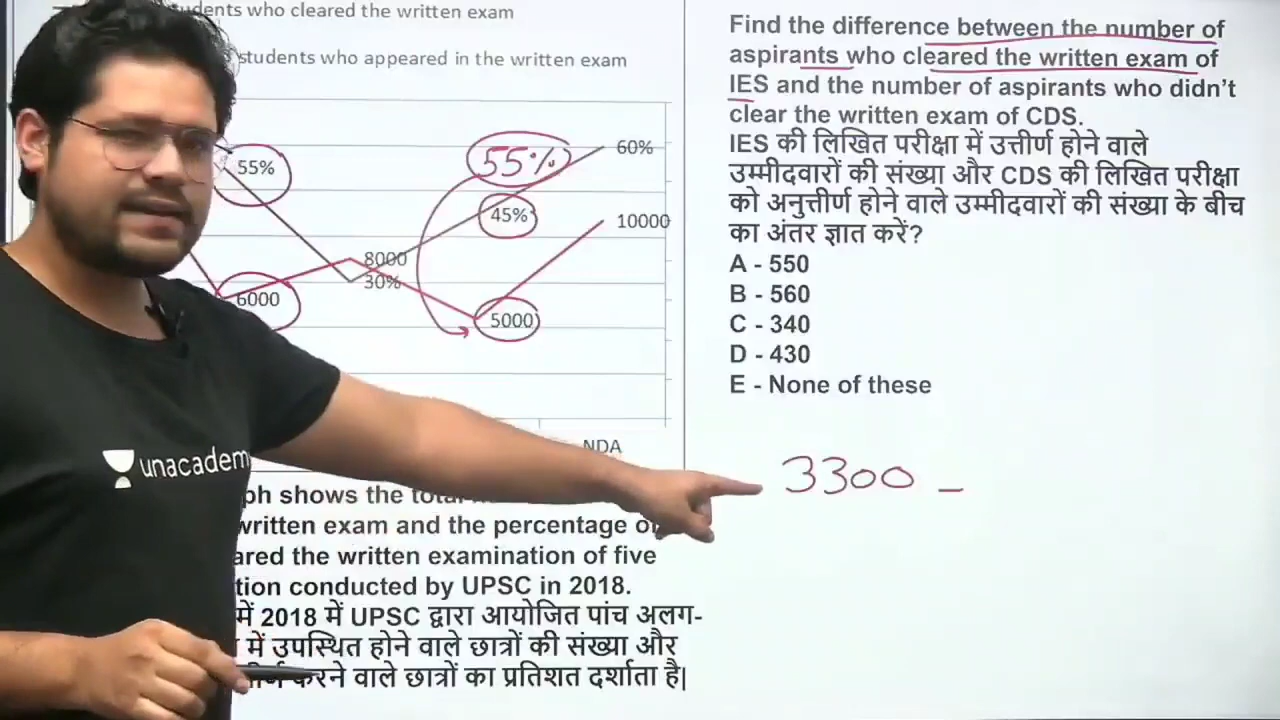 students who cleared the written exam
students who appeared in the written exam
55%
55%
60%
45%
10000
8000
30%
6000
5000
NDA
shows the
written exam and the percentage
the written examination of five
conducted by UPSC in 2018.
में 2018 में UPSC द्वारा आयोजित पांच अलग-
में उपस्थित होने वाले छात्रों की संख्या और
करने वाले छात्रों का प्रतिशत दर्शाता है|
Find the difference between the number of
aspirants who cleared the written exam of
IES and the number of aspirants who didn't
clear the written exam of CDS.
IES की लिखित परीक्षा में उत्तीर्ण होने वाले
उम्मीदवारों की संख्या और CDS की लिखित परीक्षा
को अनुत्तीर्ण होने वाले उम्मीदवारों की संख्या के बीच
का अंतर ज्ञात करें?
A - 550
B - 560
C - 340
D - 430
E - None of these
3300 -
unacadem